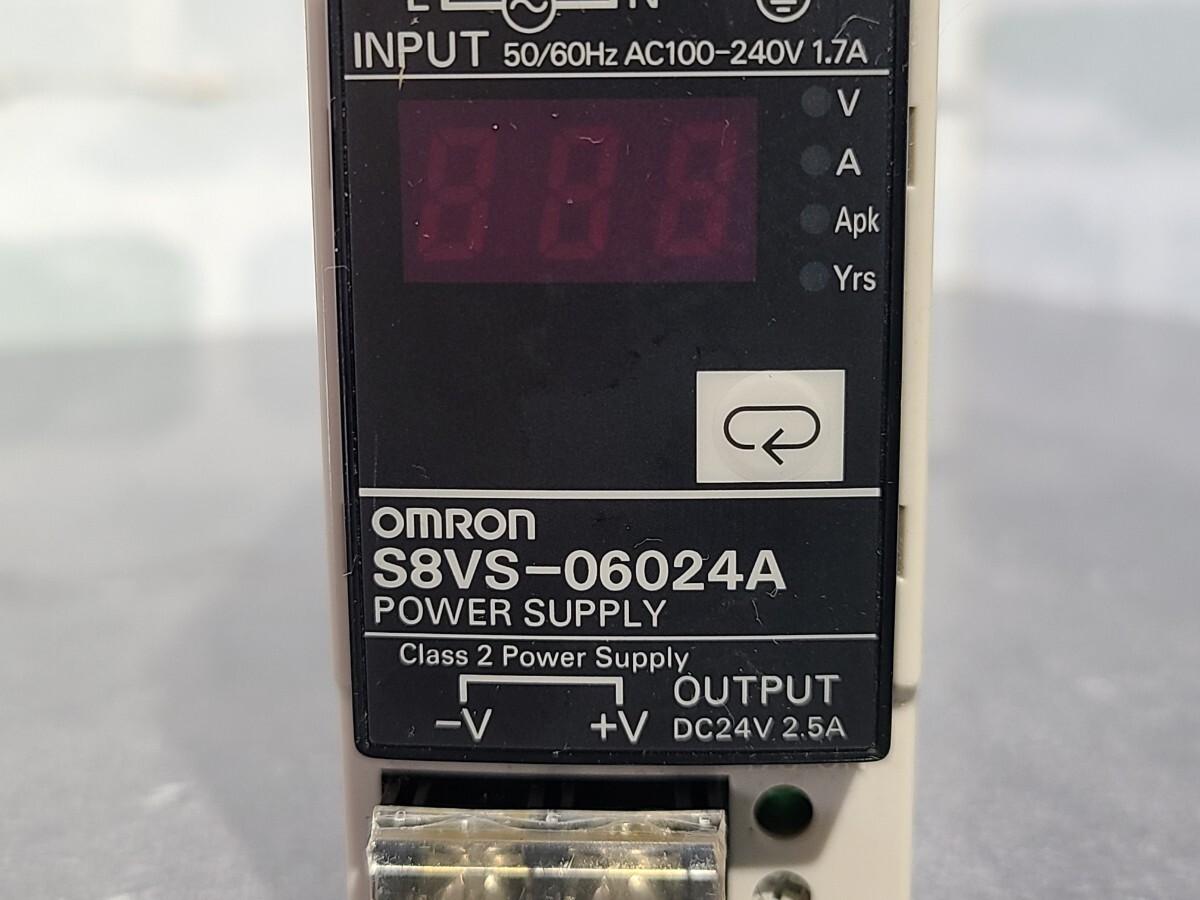 L N
INPUT 50/60Hz AC100-240V 1.7A
V
A
Apk
Yrs
OMRON
S8VS-06024A
POWER SUPPLY
Class 2 Power Supply
OUTPUT
-V +V DC24V 2.5A